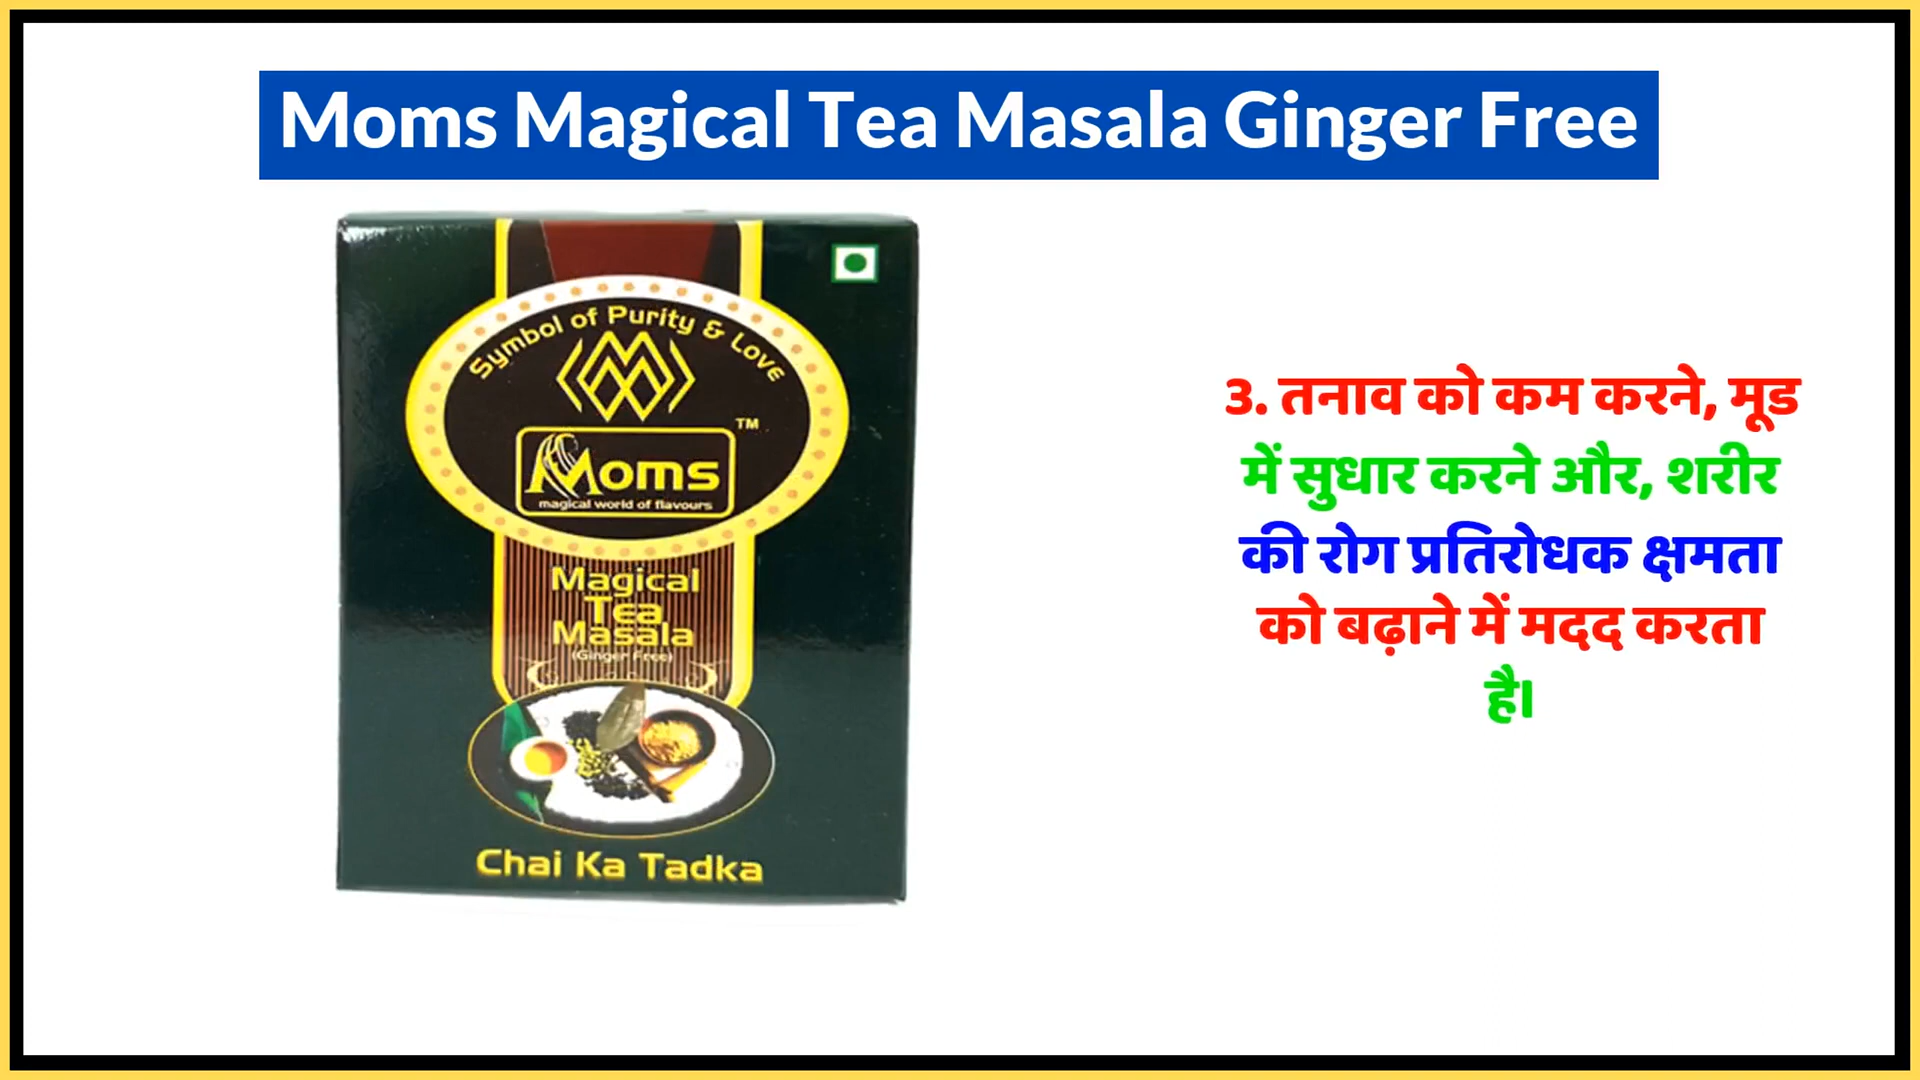 Moms Magical Tea Masala Ginger Free
Symbol of Purity & Love
TM
Moms
magical world of flavours
Magical
Tea
Masala
(Ginger Free)
Chai Ka Tadka
3. तनाव को कम करने, मूड
में सुधार करने और, शरीर
की रोग प्रतिरोधक क्षमता
को बढ़ाने में मदद करता
है।